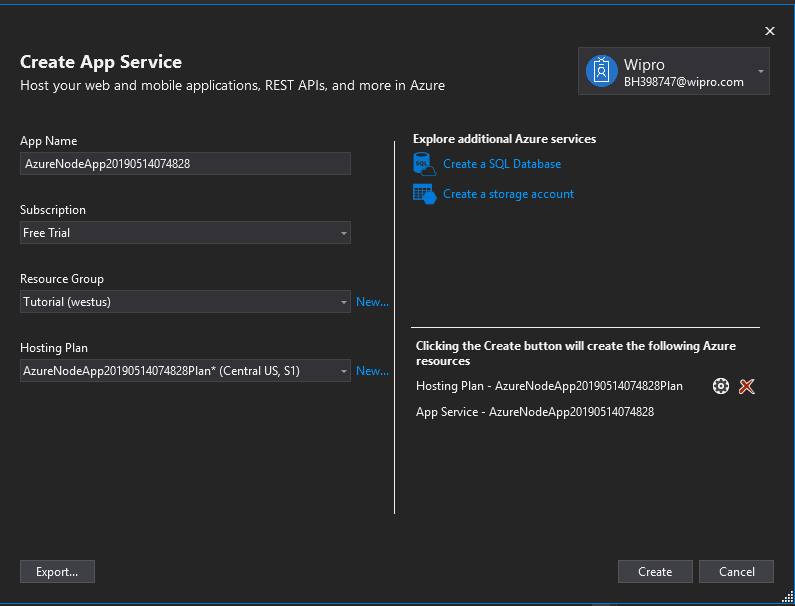 Create App Service
Host your web and mobile applications, REST APIs, and more in Azure
Wipro
BH398747@wipro.com
App Name
AzureNodeApp20190514074828
Subscription
Free Trial
Resource Group
Tutorial (westus)
New...
Hosting Plan
AzureNodeApp20190514074828Plan* (Central US, S1)
New...
Explore additional Azure services
SQL
Create a SQL Database
Create a storage account
Clicking the Create button will create the following Azure
resources
Hosting Plan - AzureNodeApp20190514074828Plan
App Service - AzureNodeApp20190514074828
Export...
Create
Cancel